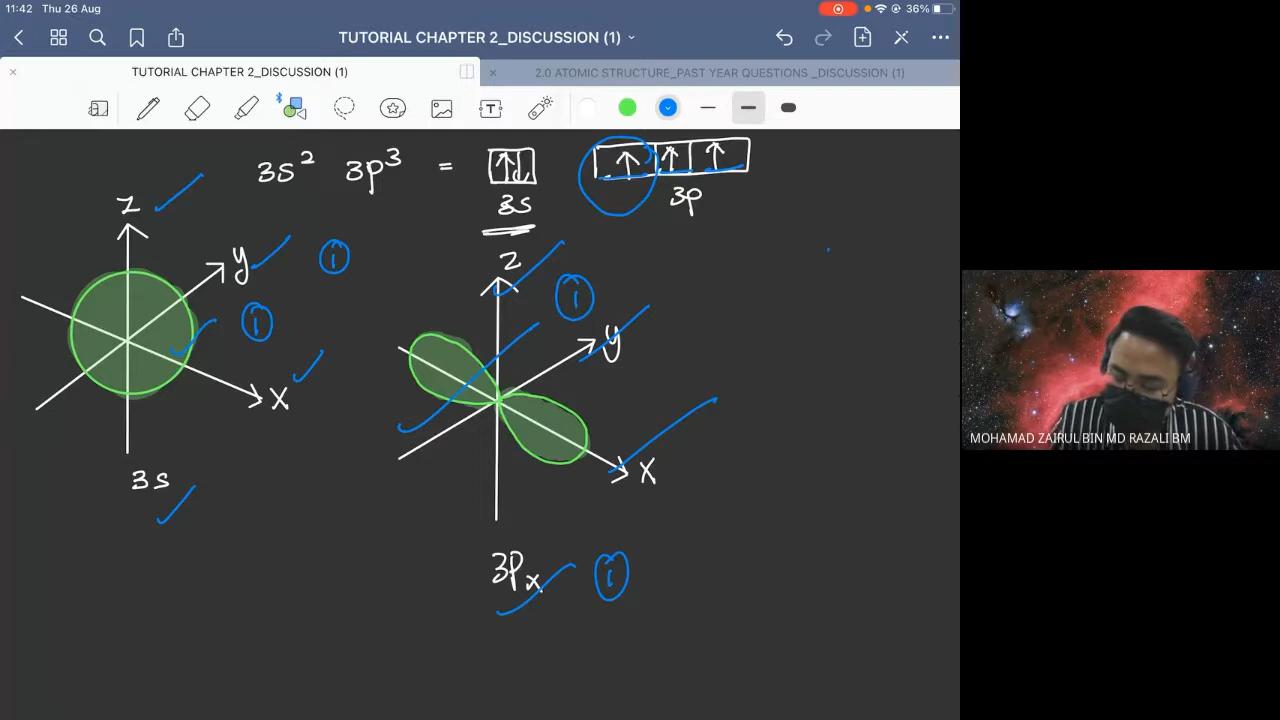 11:42 Thu 26 Aug
36%
TUTORIAL CHAPTER 2_DISCUSSION (1)
TUTORIAL CHAPTER 2_DISCUSSION (1)
2.0 ATOMIC STRUCTURE_PAST YEAR QUESTIONS _DISCUSSION (1)
T
3s² 3p³ = ↑↓ ↑ ↑ ↑
3s 3p
z
y
x
3s
1
1
z
y
x
1
3Px
1
MOHAMAD ZAIRUL BIN MD RAZALI BM